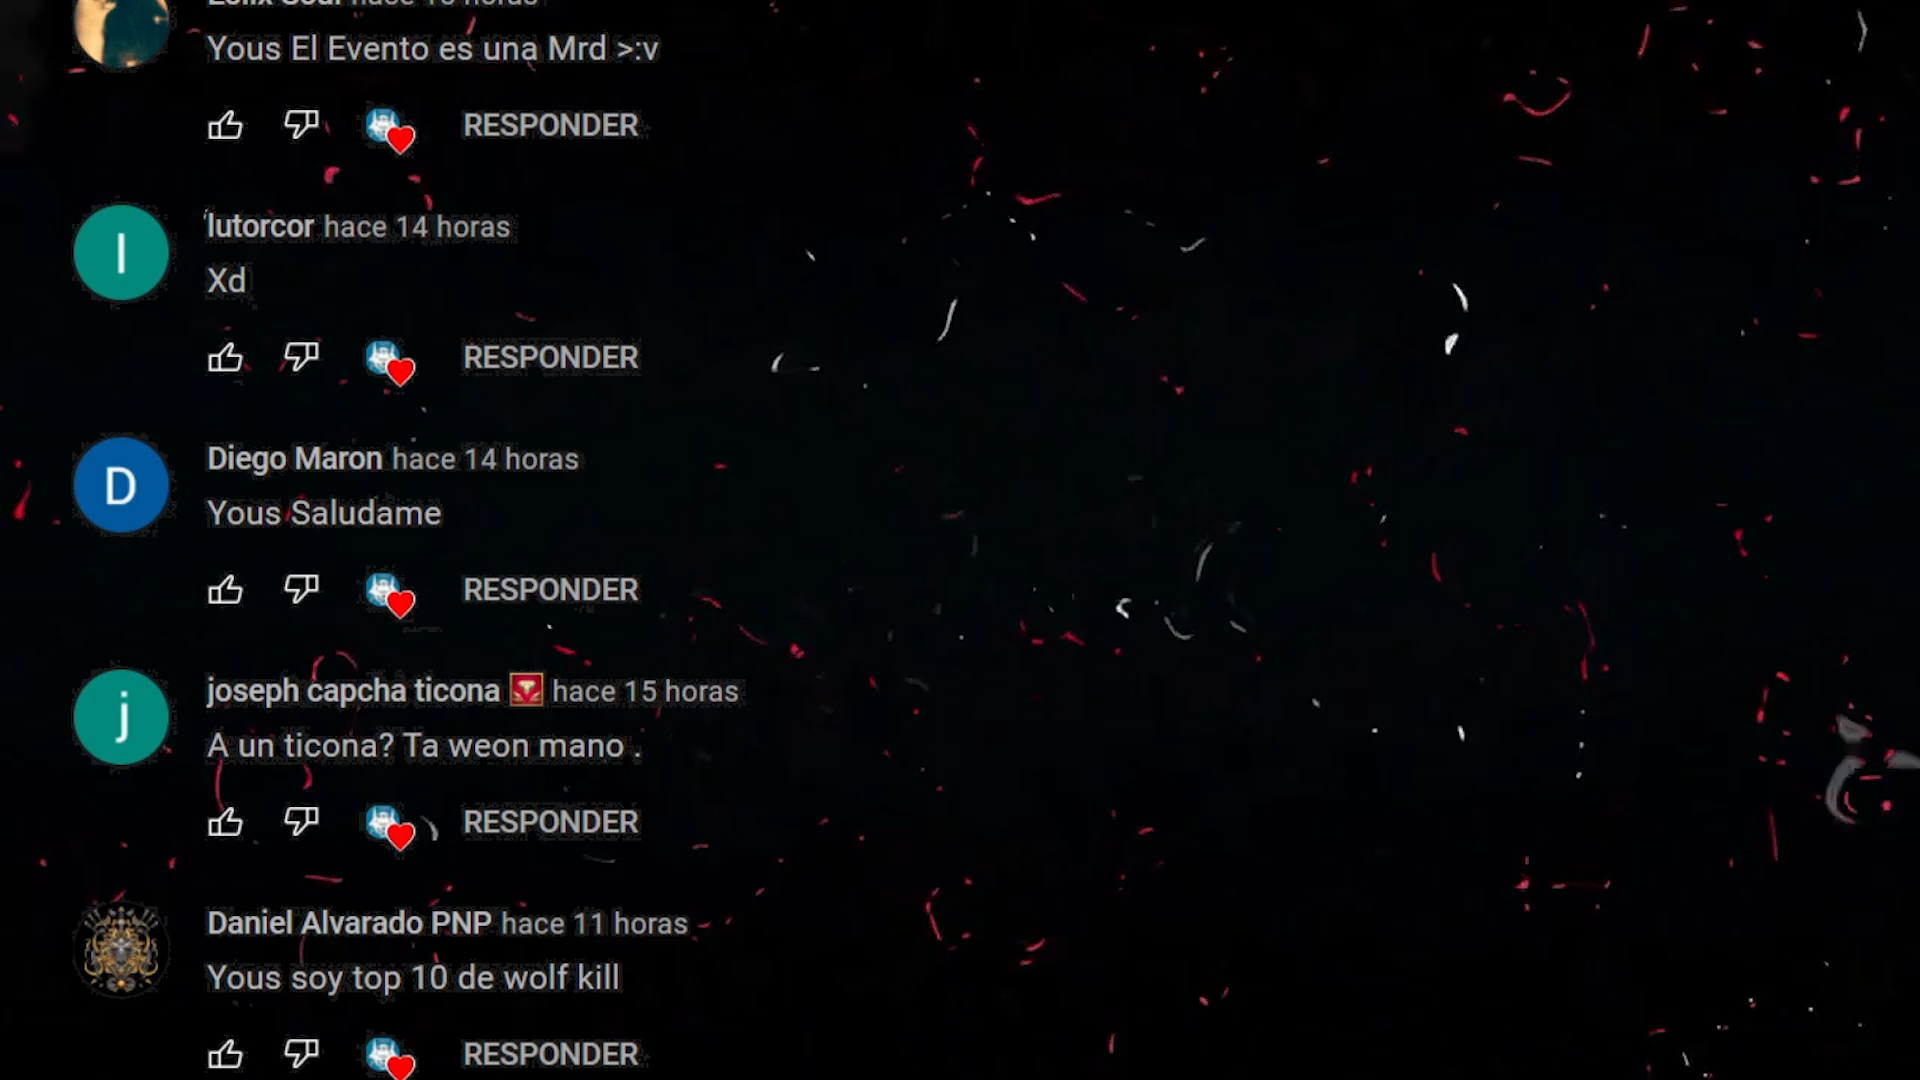 hace horas
Yous El Evento es una Mrd >:v
RESPONDER
lutorcor hace 14 horas
Xd
RESPONDER
D
Diego Maron hace 14 horas
Yous Saludame
RESPONDER
j
joseph capcha ticona hace 15 horas
A un ticona? Ta weon mano .
RESPONDER
Daniel Alvarado PNP hace 11 horas
Yous soy top 10 de wolf kill
RESPONDER